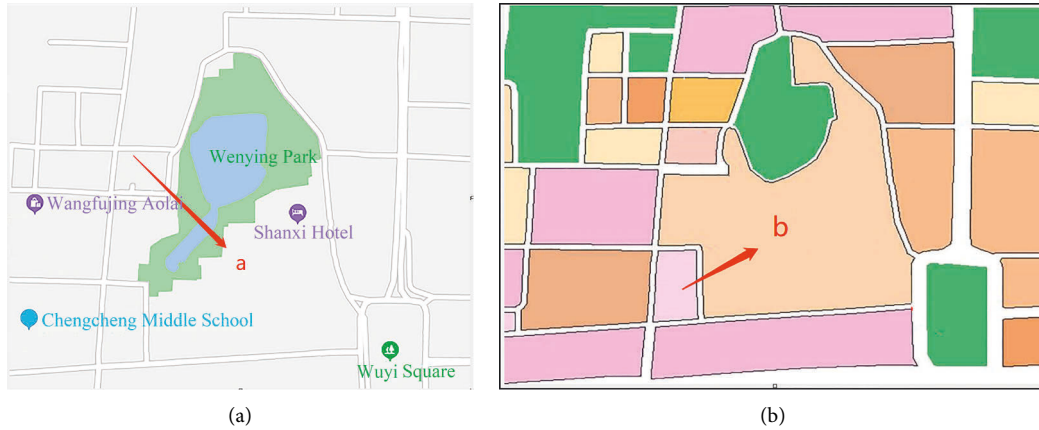 Wenying Park
Wangfujing Aolai
Shanxi Hotel
a
Chengcheng Middle School
Wuyi Square
b
(a)
(b)